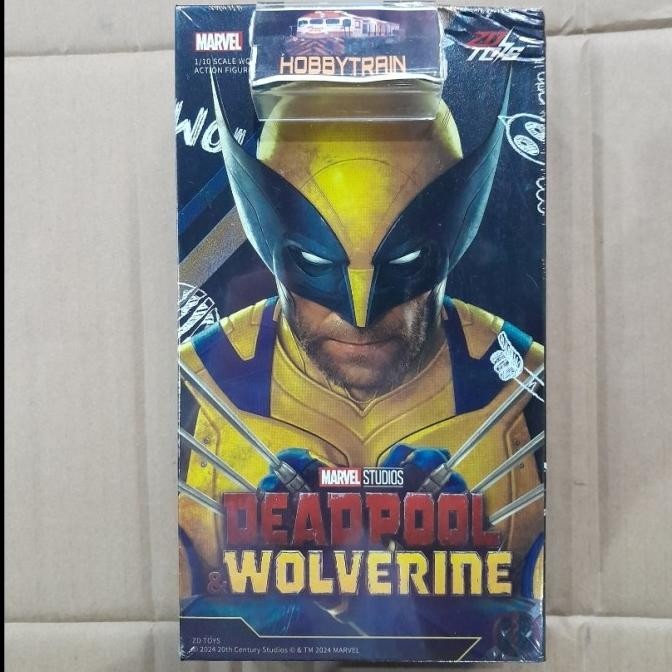 MARVEL
1/10 SCALE
ACTION FIGURE
HOBBYTRAIN
ZD
TOYS
MARVEL STUDIOS
DEADPOOL
& WOLVERINE
ZD TOYS
© 2024 20th Century Studios © & TM 2024 MARVEL